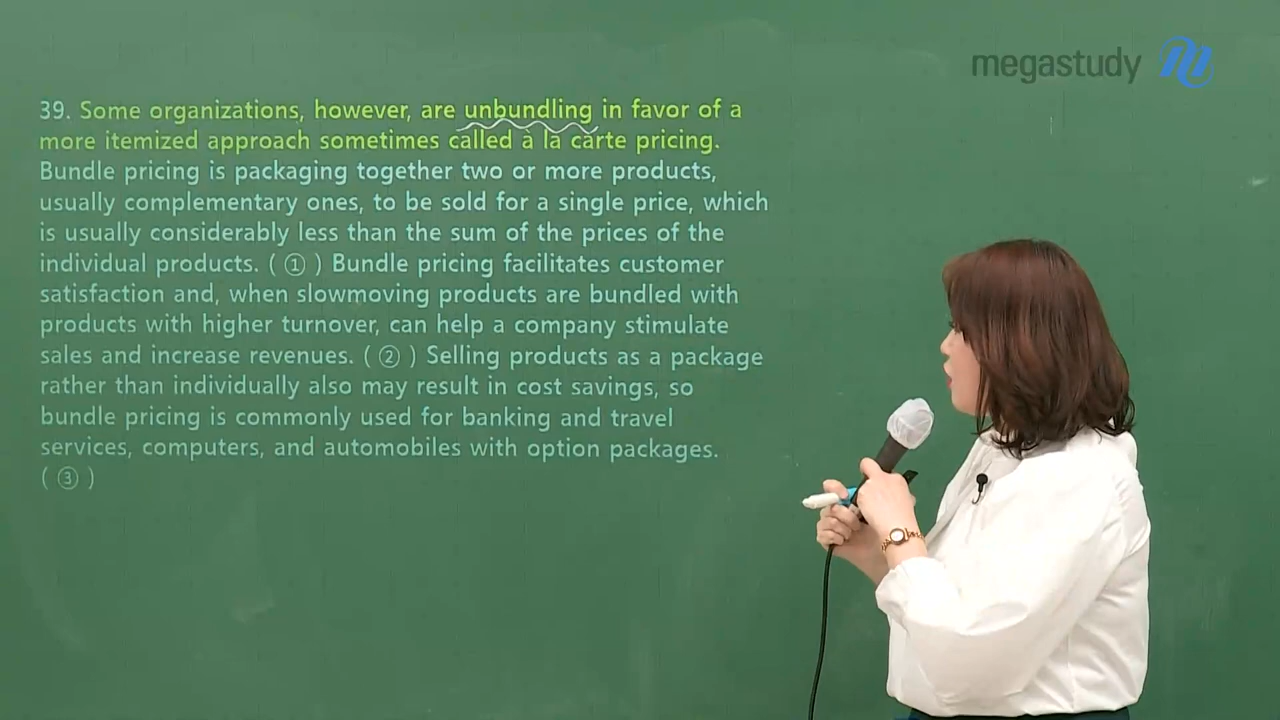 megastudy
39. Some organizations, however, are unbundling in favor of a
more itemized approach sometimes called à la carte pricing.
Bundle pricing is packaging together two or more products,
usually complementary ones, to be sold for a single price, which
is usually considerably less than the sum of the prices of the
individual products. ( ① ) Bundle pricing facilitates customer
satisfaction and, when slowmoving products are bundled with
products with higher turnover, can help a company stimulate
sales and increase revenues. ( ② ) Selling products as a package
rather than individually also may result in cost savings, so
bundle pricing is commonly used for banking and travel
services, computers, and automobiles with option packages.
( ③ )